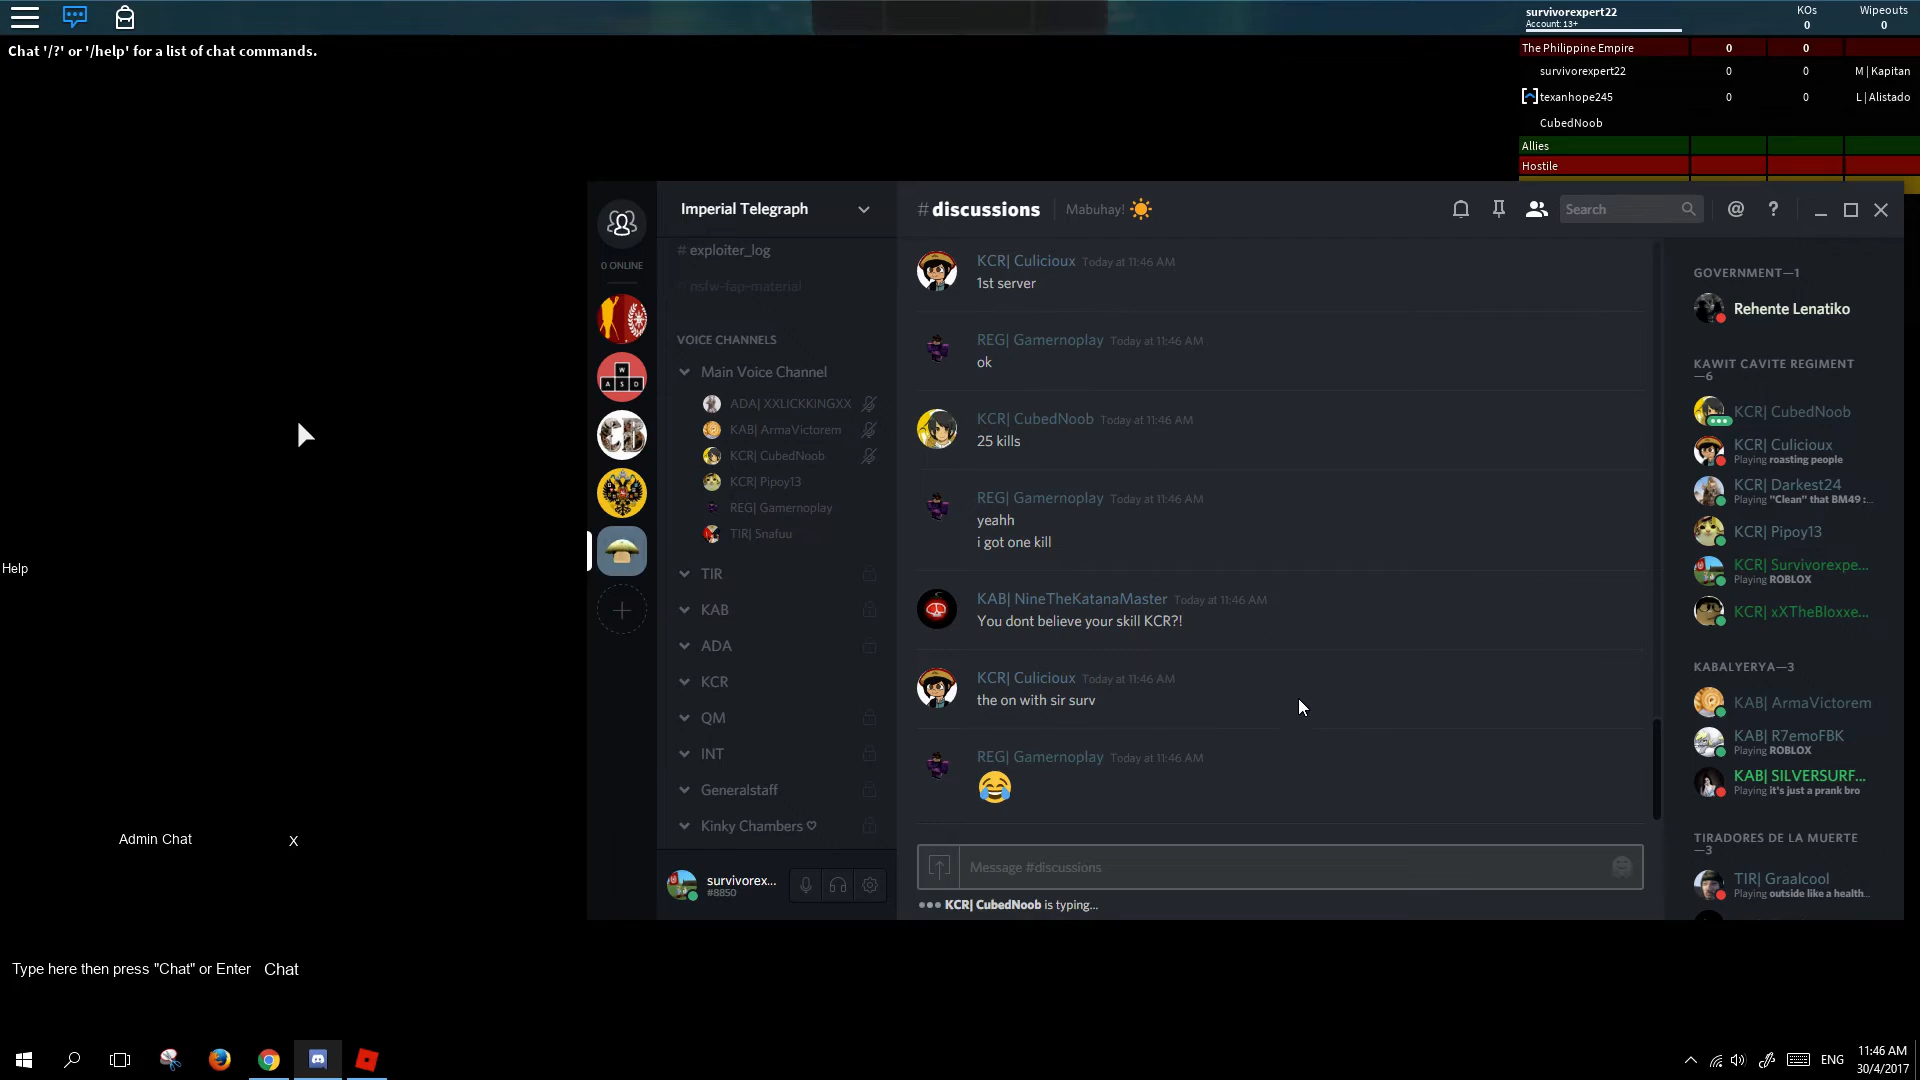 survivorexpert22
Account: 13+
KOs
0
Wipeouts
0
Chat '/?' or '/help' for a list of chat commands.
The Philippine Empire 0 0
survivorexpert22 0 0 M | Kapitan
texanhope245 0 0 L | Alistado
CubedNoob
Allies
Hostile
Help
Admin Chat X
Type here then press "Chat" or Enter Chat
0 ONLINE
W
A S D
Imperial Telegraph
# exploiter_log
# nsfw-fap-material
VOICE CHANNELS
Main Voice Channel
ADA| XXLICKKINGXX
KAB| ArmaVictorem
KCR| CubedNoob
KCR| Pipoy13
REG| Gamernoplay
TIR| Snafuu
TIR
KAB
ADA
KCR
QM
INT
Generalstaff
Kinky Chambers ♡
survivorex...
#8850
# discussions Mabuhay! ☀
Search
@ ?
KCR| Culicioux Today at 11:46 AM
1st server
REG| Gamernoplay Today at 11:46 AM
ok
KCR| CubedNoob Today at 11:46 AM
25 kills
REG| Gamernoplay Today at 11:46 AM
yeahh
i got one kill
KAB| NineTheKatanaMaster Today at 11:46 AM
You dont believe your skill KCR?!
KCR| Culicioux Today at 11:46 AM
the on with sir surv
REG| Gamernoplay Today at 11:46 AM
😂
Message #discussions
KCR| CubedNoob is typing...
GOVERNMENT—1
Rehente Lenatiko
KAWIT CAVITE REGIMENT
—6
KCR| CubedNoob
KCR| Culicioux
Playing roasting people
KCR| Darkest24
Playing "Clean" that BM49 :...
KCR| Pipoy13
KCR| Survivorexpe...
Playing ROBLOX
KCR| xXTheBloxxe...
KABALYERYA—3
KAB| ArmaVictorem
KAB| R7emoFBK
Playing ROBLOX
KAB| SILVERSURF...
Playing it's just a prank bro
TIRADORES DE LA MUERTE
—3
TIR| Graalcool
Playing outside like a health...
ENG
11:46 AM
30/4/2017